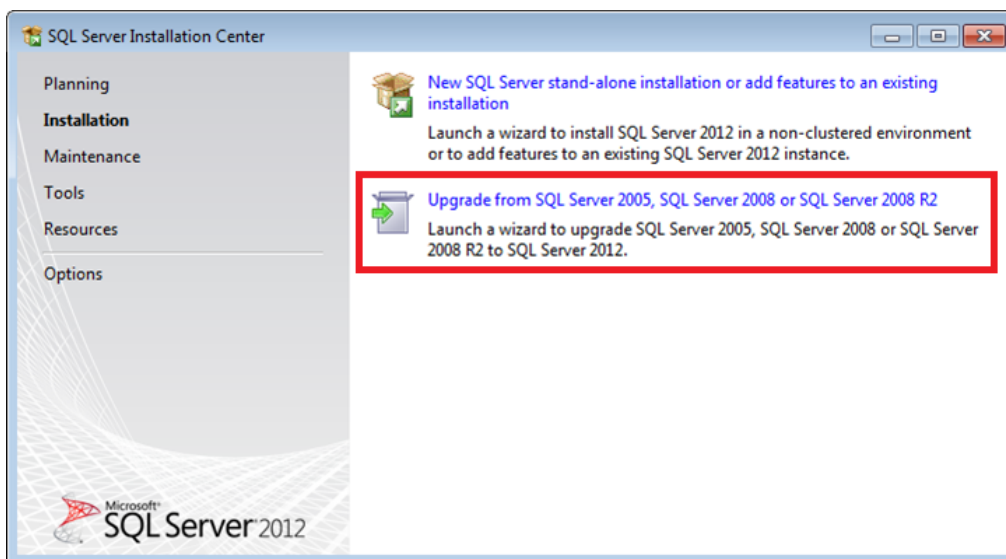 SQL Server Installation Center
Planning
Installation
Maintenance
Tools
Resources
Options
New SQL Server stand-alone installation or add features to an existing
installation
Launch a wizard to install SQL Server 2012 in a non-clustered environment
or to add features to an existing SQL Server 2012 instance.
Upgrade from SQL Server 2005, SQL Server 2008 or SQL Server 2008 R2
Launch a wizard to upgrade SQL Server 2005, SQL Server 2008 or SQL Server
2008 R2 to SQL Server 2012.
Microsoft®
SQL Server 2012